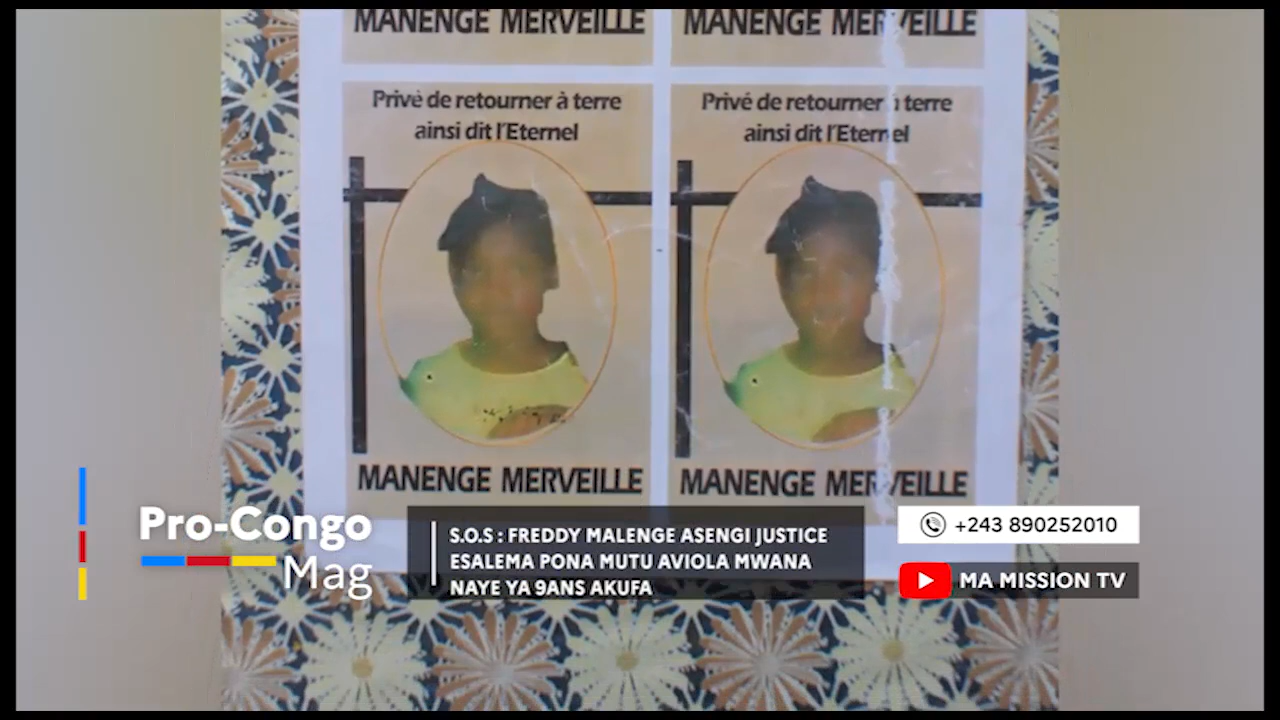 MANENGE MERVEILLE
MANENGE MERVEILLE
Privé de retourner à terre
ainsi dit l'Eternel
Privé de retourner à terre
ainsi dit l'Eternel
MANENGE MERVEILLE
MANENGE MERVEILLE
Pro-Congo
Mag
S.O.S : FREDDY MALENGE ASENGI JUSTICE
ESALEMA PONA MUTU AVIOLA MWANA
NAYE YA 9ANS AKUFA
+243 890252010
MA MISSION TV